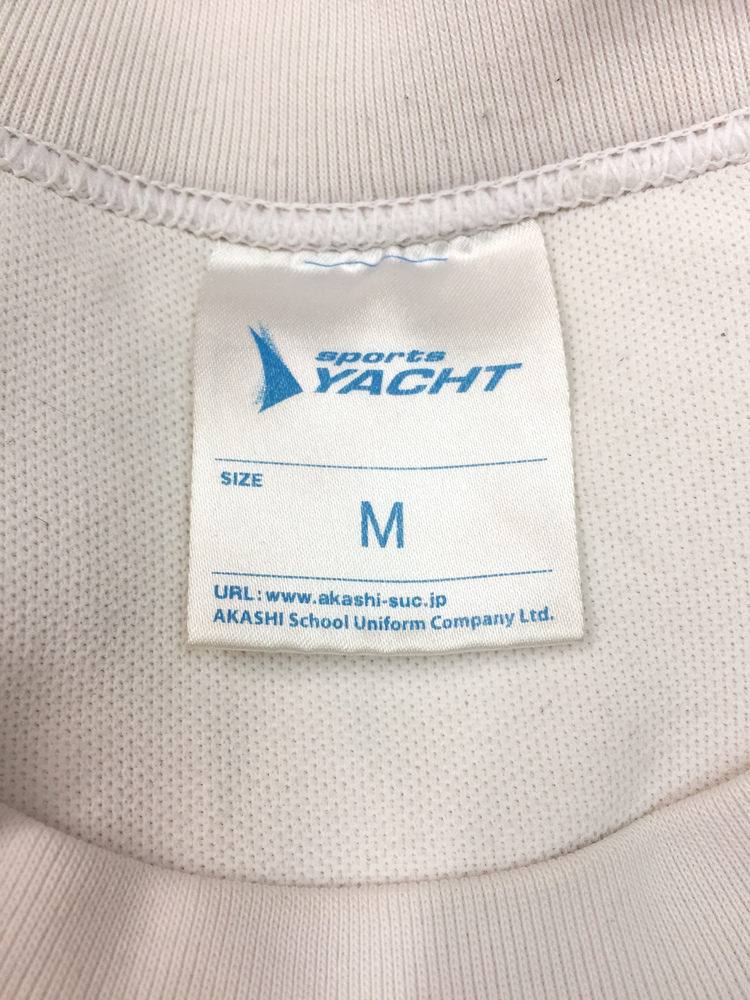 sports
YACHT
SIZE
M
URL:www.akashi-suc.jp
AKASHI School Uniform Company Ltd.